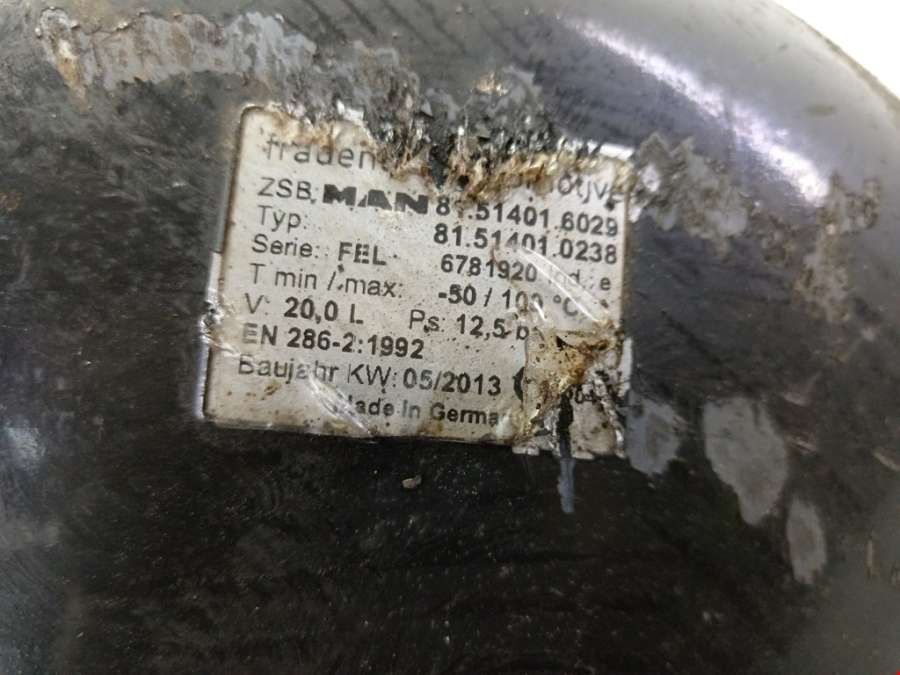 ZSB. MAN 81.51401.6029
Typ: 81.51401.0238
Serie: FEL 6781920 Ind.: e
T min / max: -50 / 100 °C
V: 20,0 L Ps: 12,5
EN 286-2:1992
Baujahr KW: 05/2013
Made In